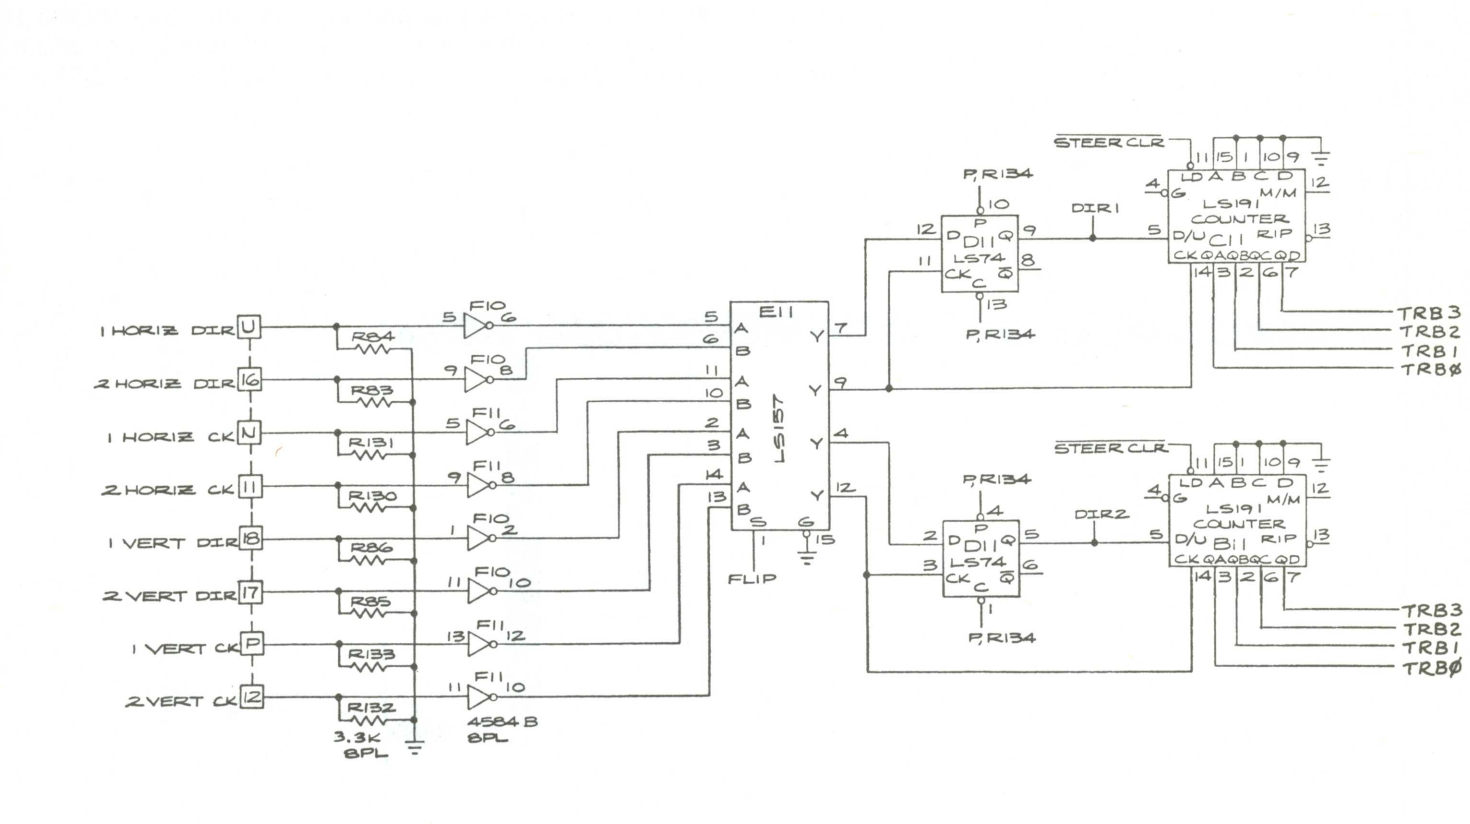 1 HORIZ DIR U
R84
5 F10 6
2 HORIZ DIR 16
R83
9 F10 8
1 HORIZ CK N
R131
5 F11 6
2 HORIZ CK 11
R130
9 F11 8
1 VERT DIR 18
R86
1 F10 2
2 VERT DIR 17
R85
11 F10 10
1 VERT CK P
R133
13 F11 12
2 VERT CK 12
R132
3.3K
8PL
11 F11 10
4584B
8PL
E11
LS157
5 A
6 B
11 A
10 B
2 A
3 B
14 A
13 B
Y 7
Y 9
Y 4
Y 12
S G
1 15
FLIP
P,R134
10
P
12 D D11 Q 9
LS74
11 CK Q̅ 8
C
13
P,R134
DIR1
STEER CLR
11 15 1 10 9
LD A B C D
4 G M/M 12
LS191
COUNTER
5 D/U C11 RIP 13
CK QA QB QC QD
14 3 2 6 7
TRB3
TRB2
TRB1
TRBØ
P,R134
4
P
2 D D11 Q 5
LS74
3 CK Q̅ 6
C
1
P,R134
DIR2
STEER CLR
11 15 1 10 9
LD A B C D
4 G M/M 12
LS191
COUNTER
5 D/U B11 RIP 13
CK QA QB QC QD
14 3 2 6 7
TRB3
TRB2
TRB1
TRBØ